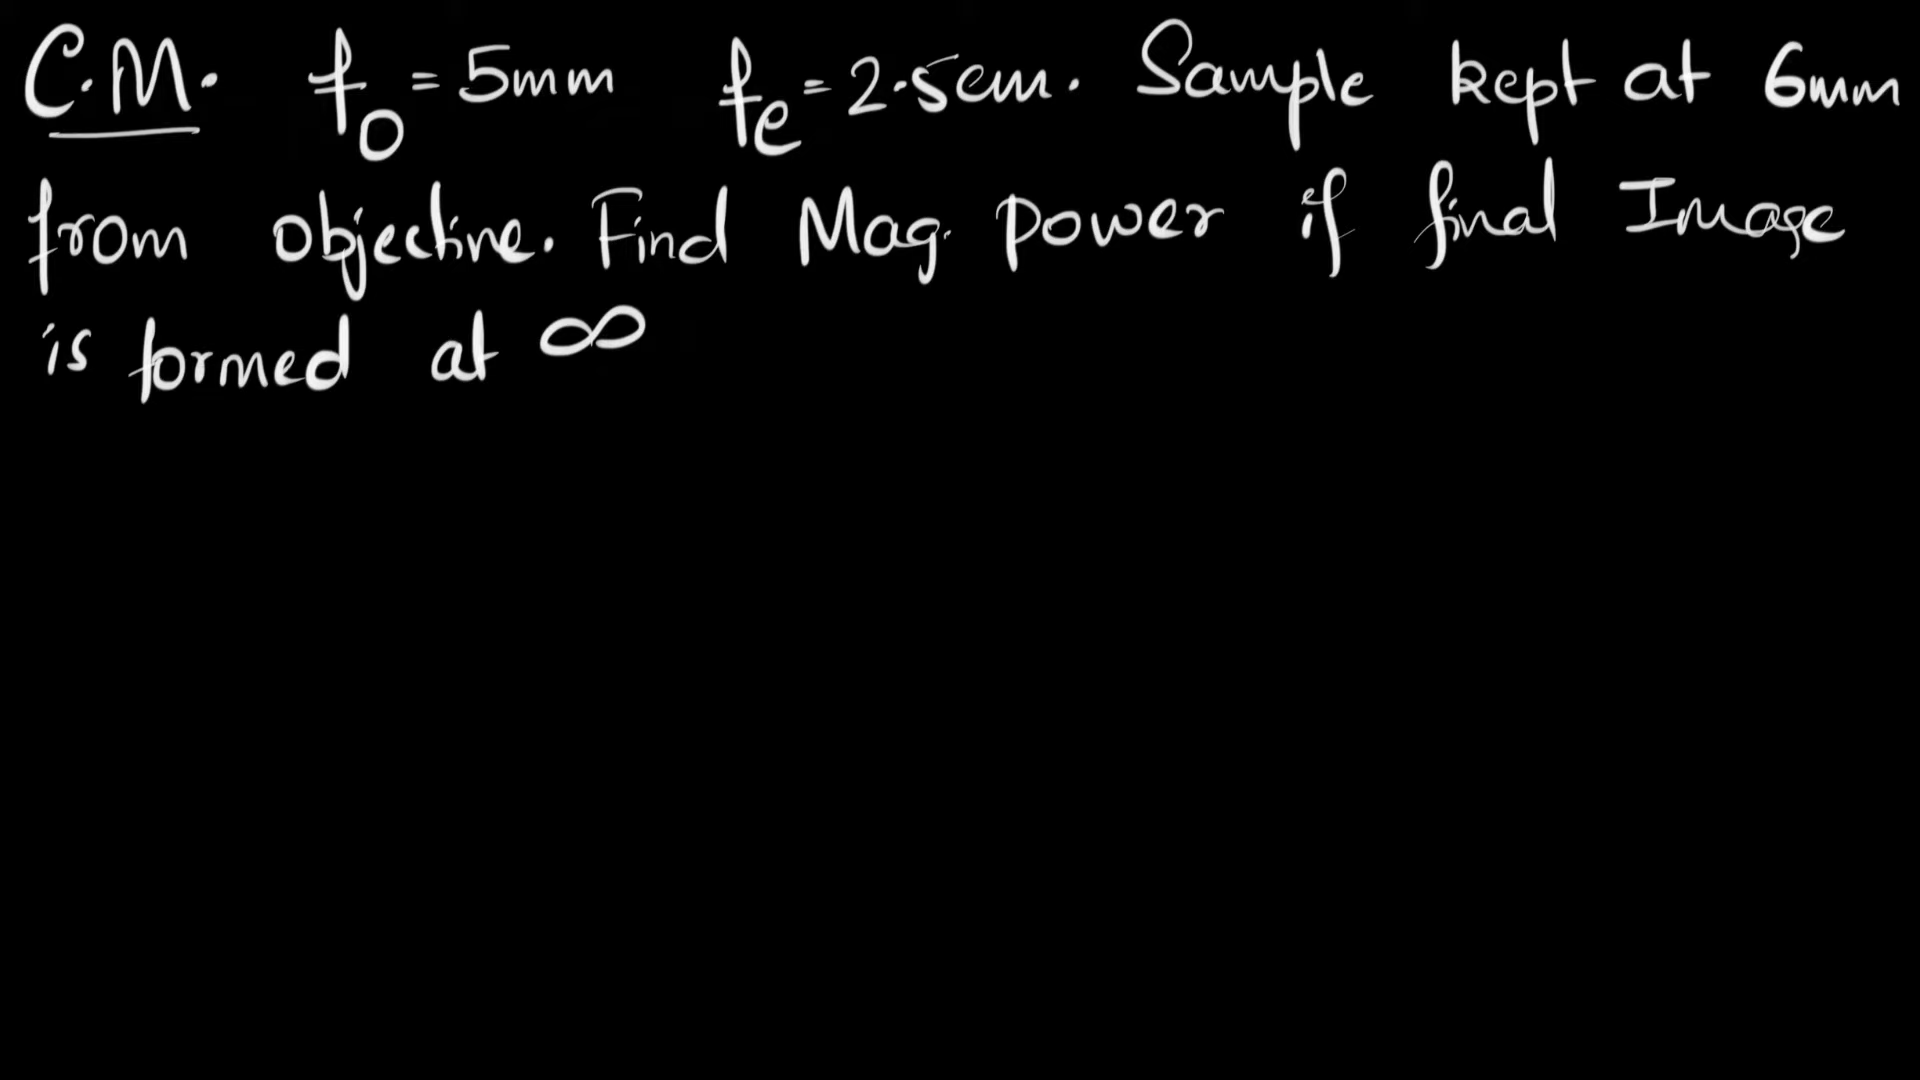 C.M. fo = 5mm fe = 2.5cm. Sample kept at 6mm
from objective. Find Mag. power if final Image
is formed at ∞